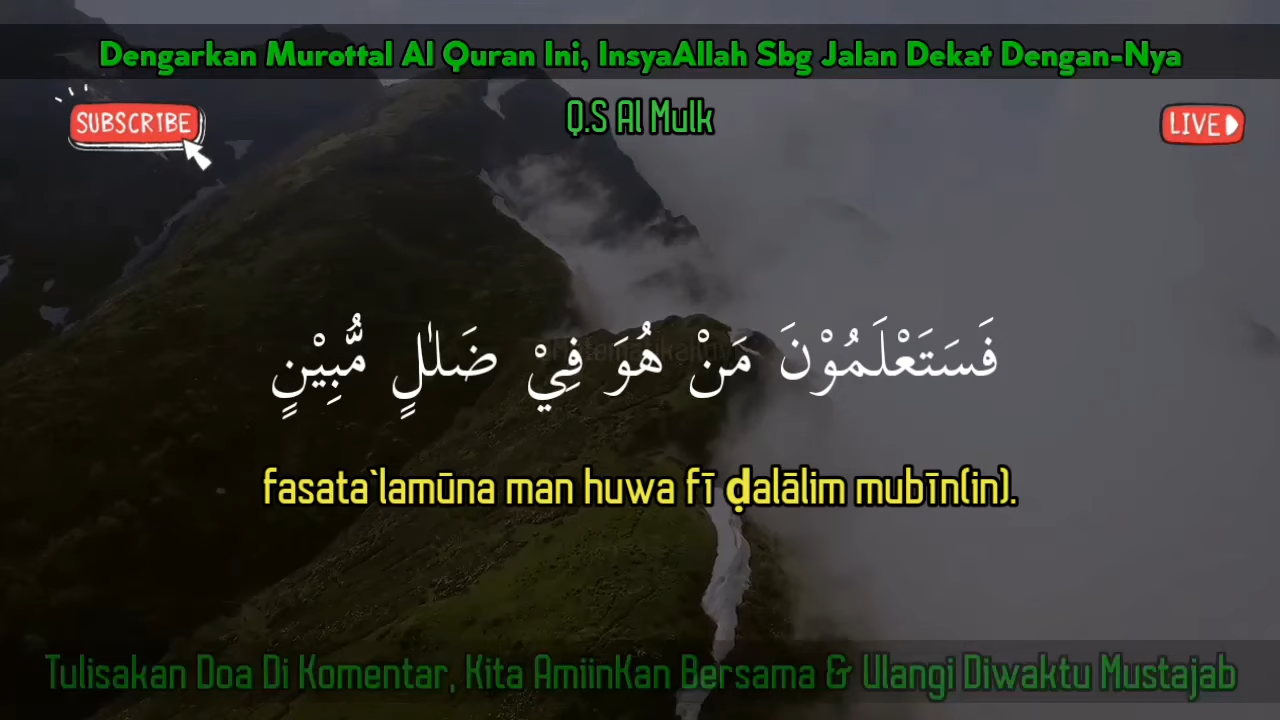 Dengarkan Murottal Al Quran Ini, InsyaAllah Sbg Jalan Dekat Dengan-Nya
SUBSCRIBE
Q.S Al Mulk
LIVE
فَسَتَعْلَمُوْنَ مَنْ هُوَ فِيْ ضَلٰلٍ مُّبِيْنٍ
fasata`lamūna man huwa fī ḍalālim mubīn(in).
Tulisakan Doa Di Komentar, Kita AmiinKan Bersama & Ulangi Diwaktu Mustajab